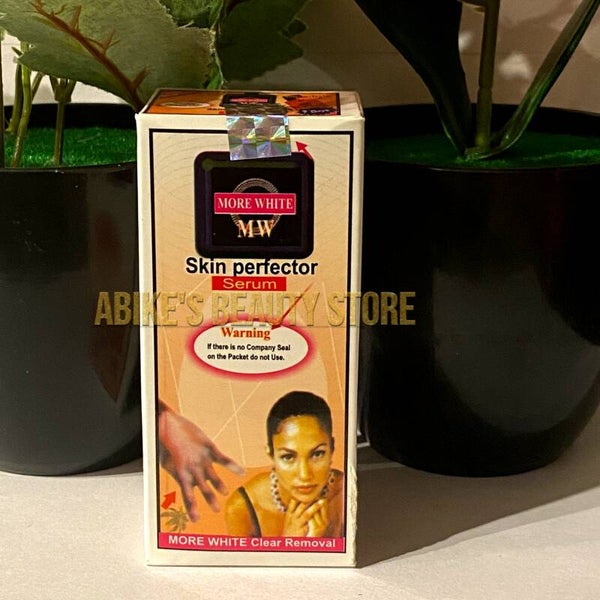 MORE WHITE
MW
Skin perfector
Serum
ABIKE'S BEAUTY STORE
Warning
If there is no Company Seal
on the Packet do not Use.
MORE WHITE Clear Removal